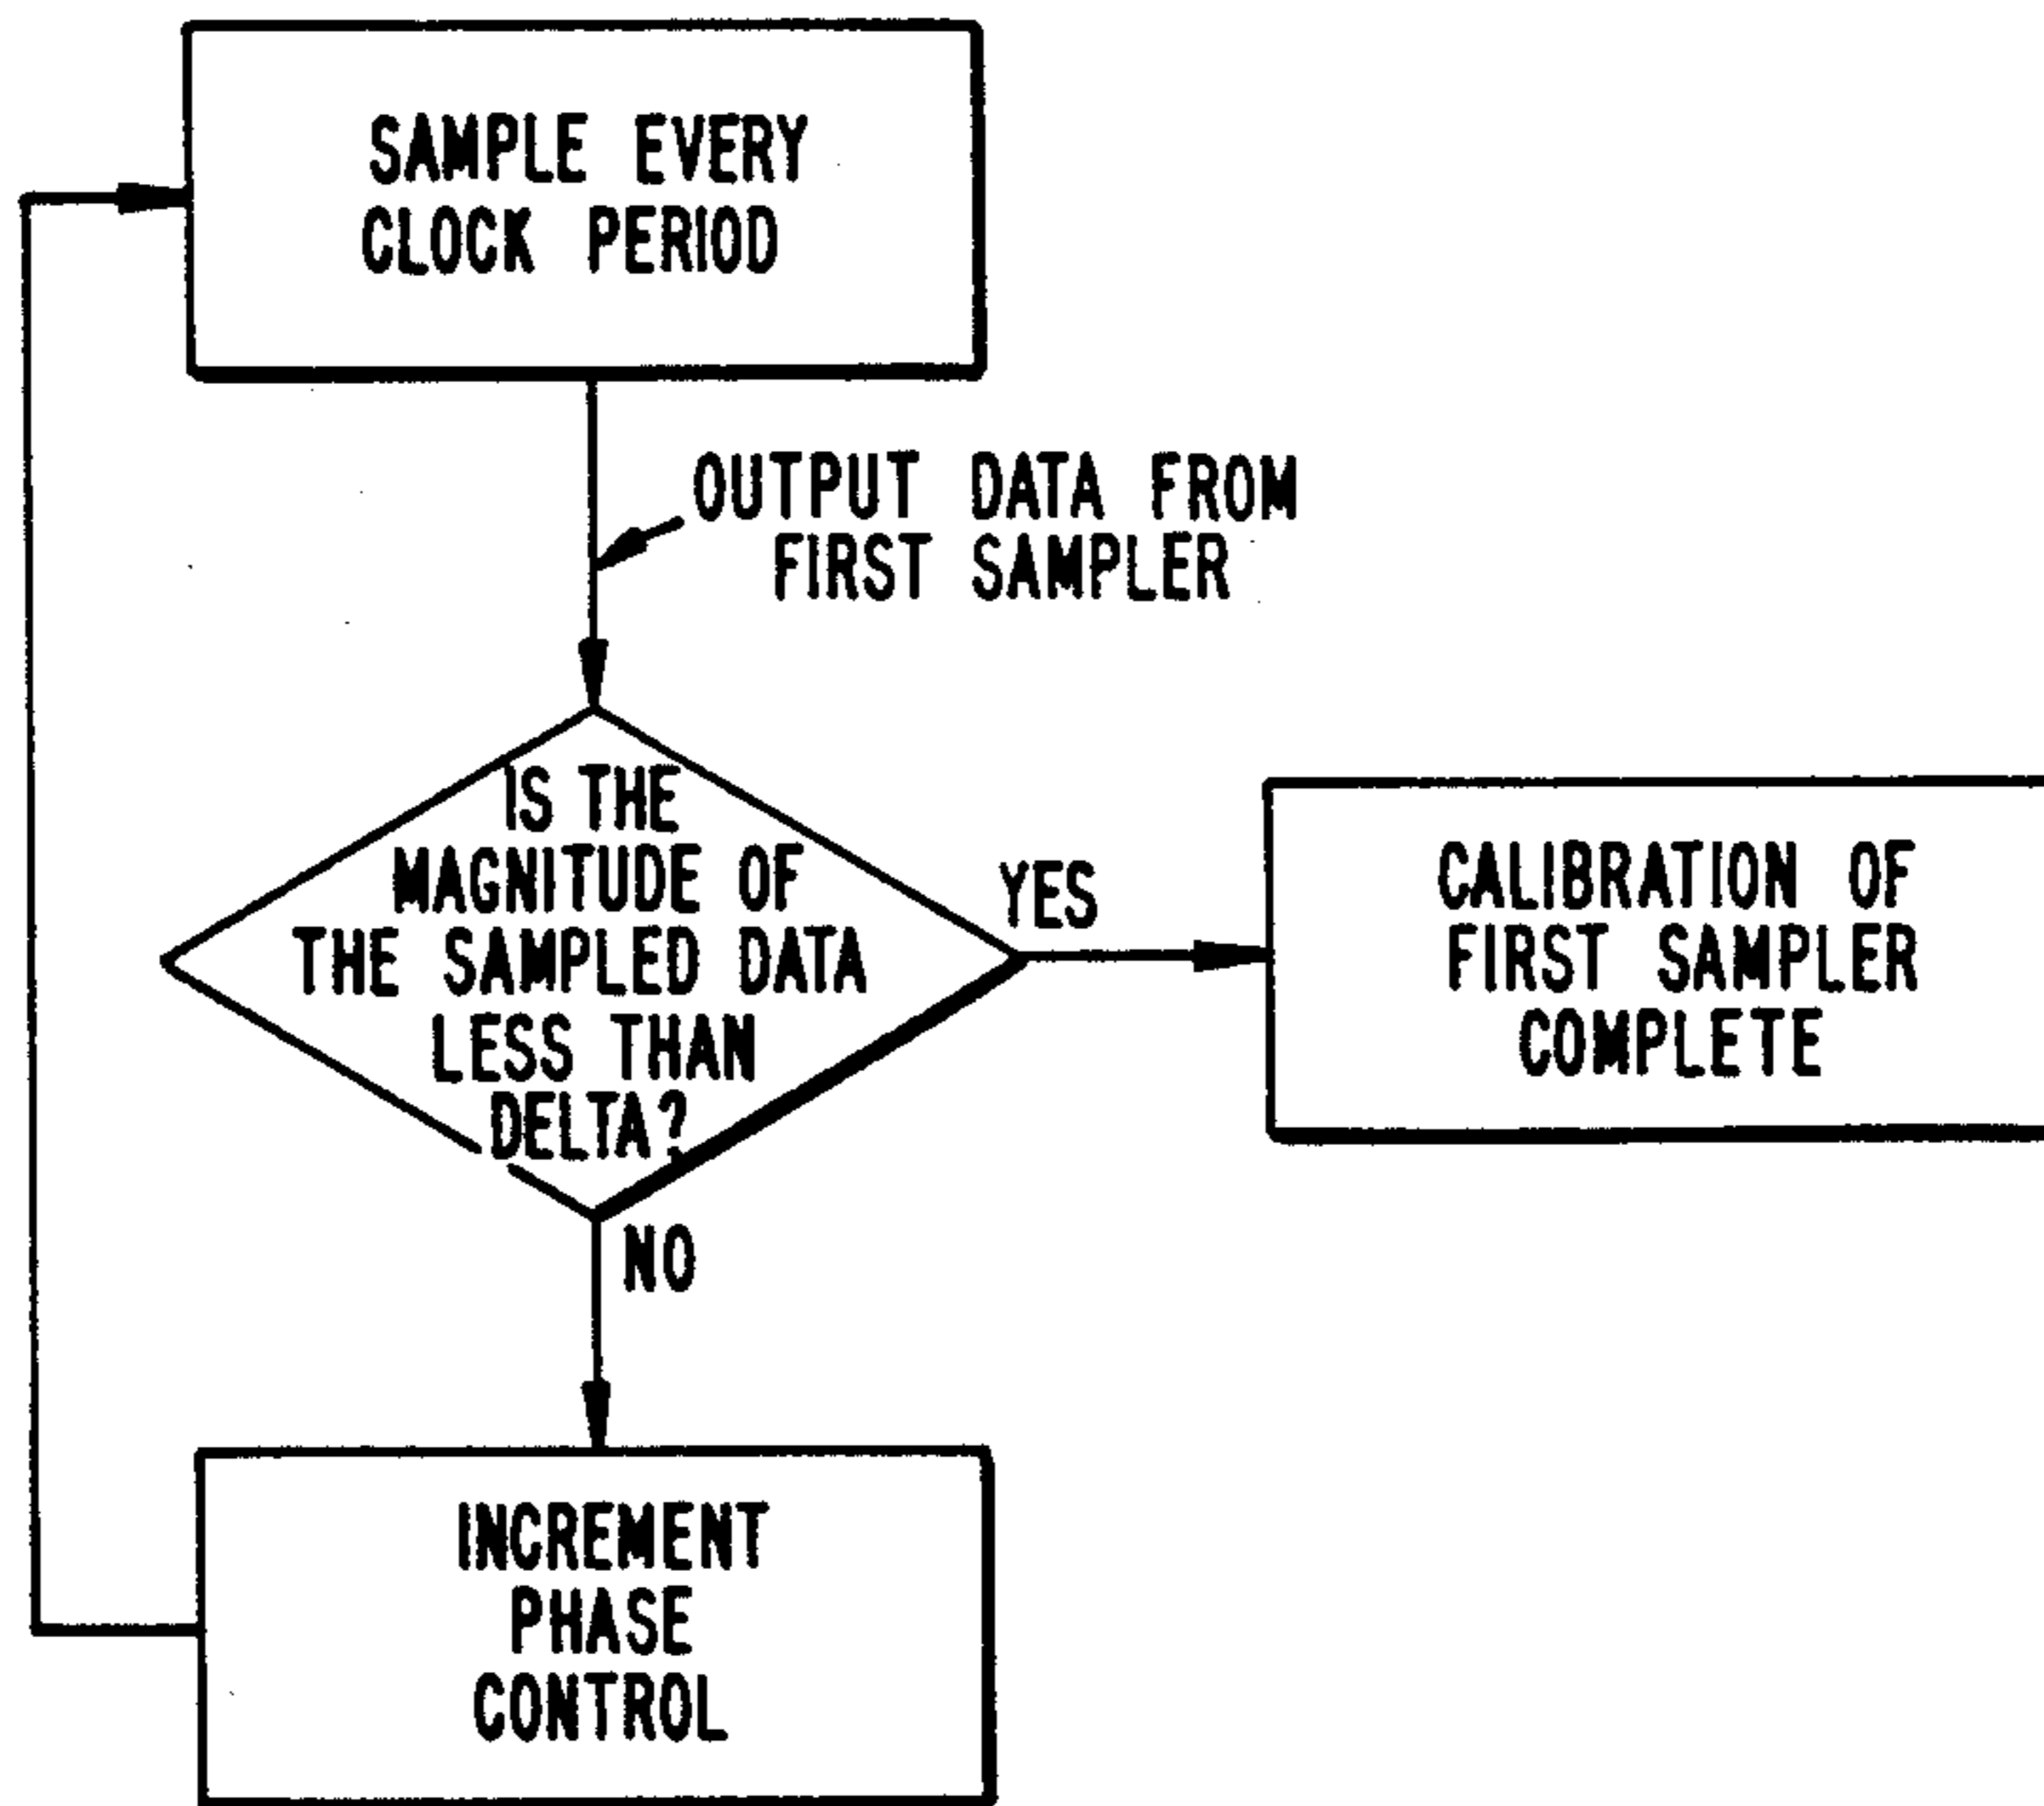 SAMPLE EVERY
CLOCK PERIOD
OUTPUT DATA FROM
FIRST SAMPLER
IS THE
MAGNITUDE OF
THE SAMPLED DATA
LESS THAN
DELTA?
YES
CALIBRATION OF
FIRST SAMPLER
COMPLETE
NO
INCREMENT
PHASE
CONTROL